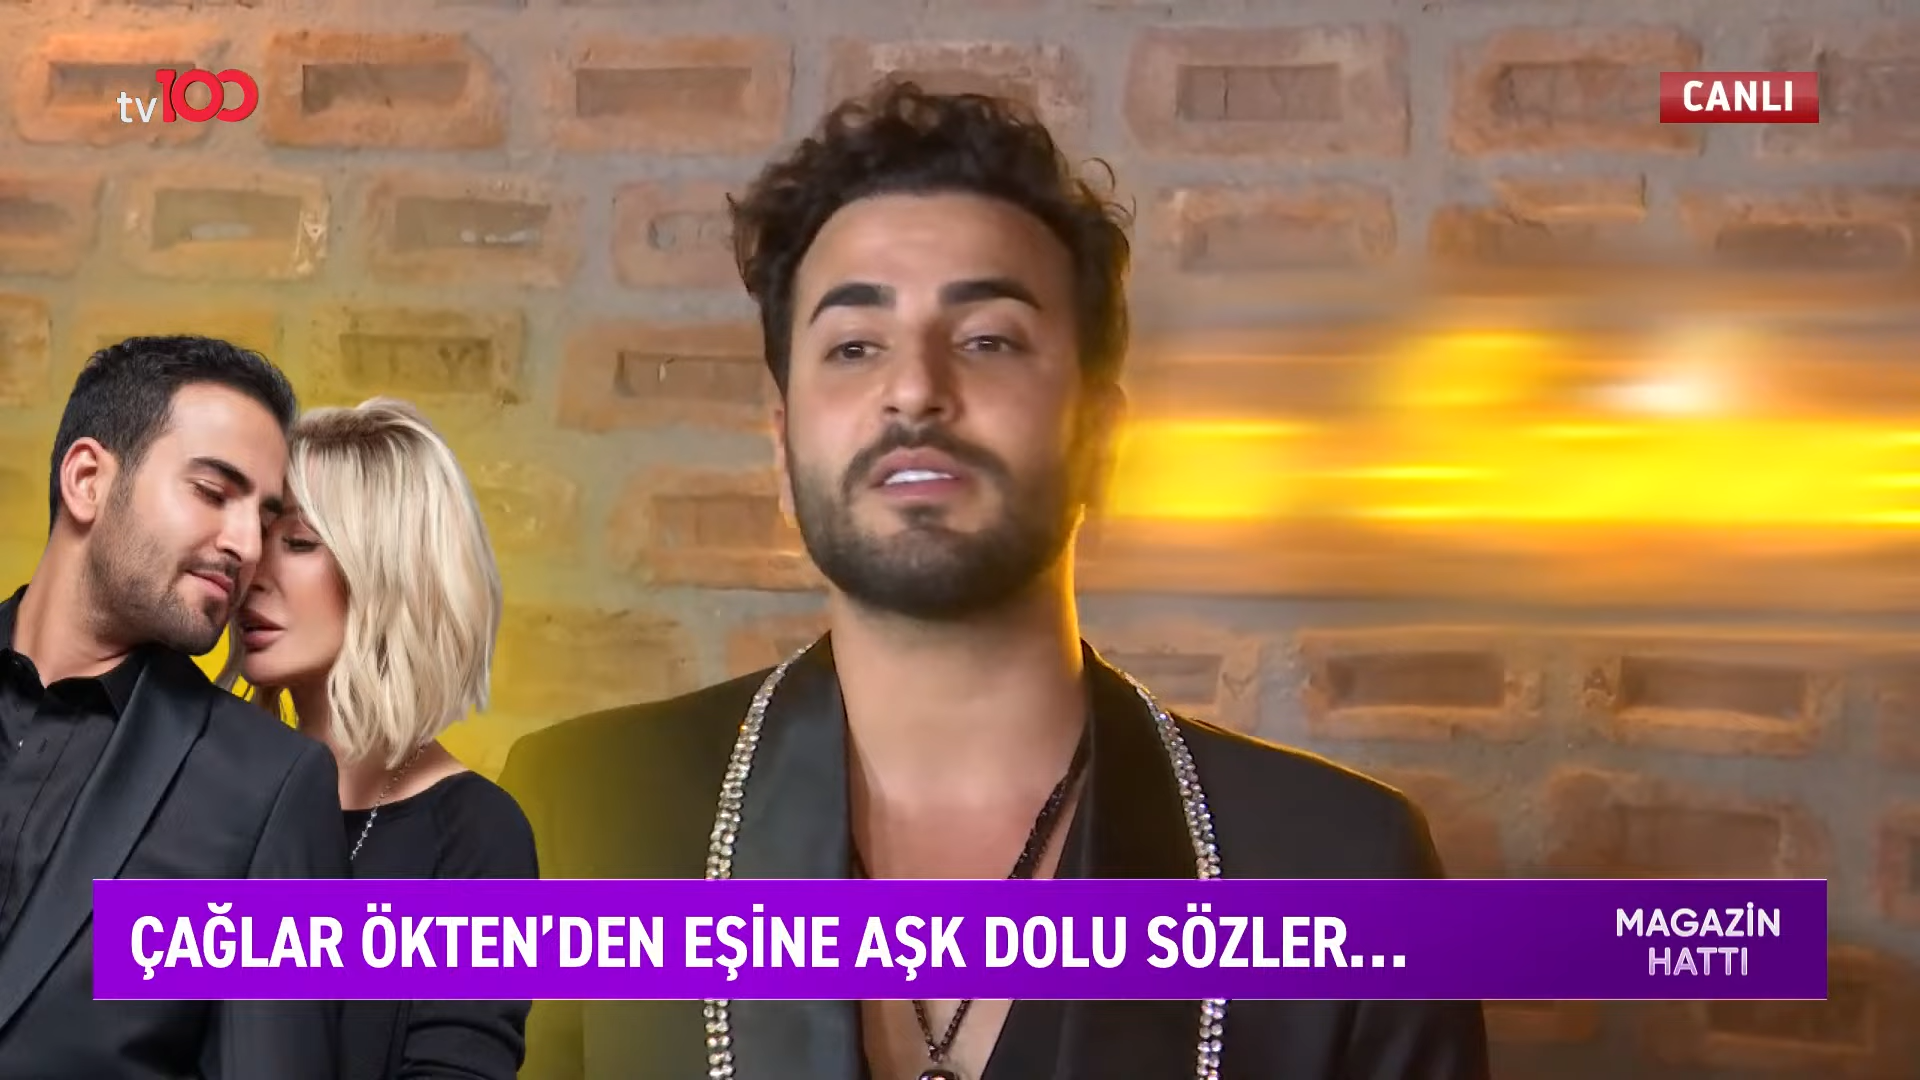 tv100
CANLI
ÇAĞLAR ÖKTEN'DEN EŞİNE AŞK DOLU SÖZLER...
MAGAZİN
HATTI